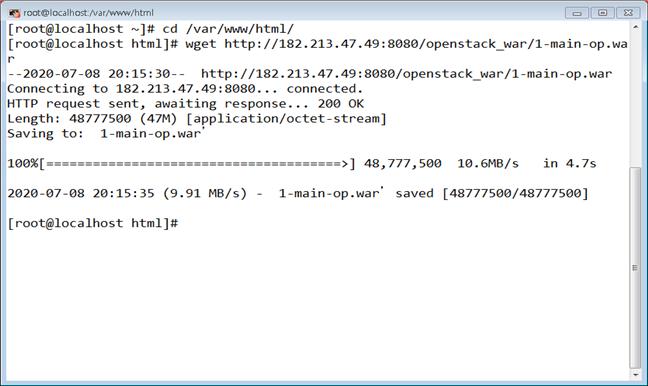 root@localhost:/var/www/html
[root@localhost ~]# cd /var/www/html/
[root@localhost html]# wget http://182.213.47.49:8080/openstack_war/1-main-op.wa
r
--2020-07-08 20:15:30--  http://182.213.47.49:8080/openstack_war/1-main-op.war
Connecting to 182.213.47.49:8080... connected.
HTTP request sent, awaiting response... 200 OK
Length: 48777500 (47M) [application/octet-stream]
Saving to:  1-main-op.war’
100%[======================================>] 48,777,500  10.6MB/s   in 4.7s
2020-07-08 20:15:35 (9.91 MB/s) -  1-main-op.war’ saved [48777500/48777500]
[root@localhost html]#